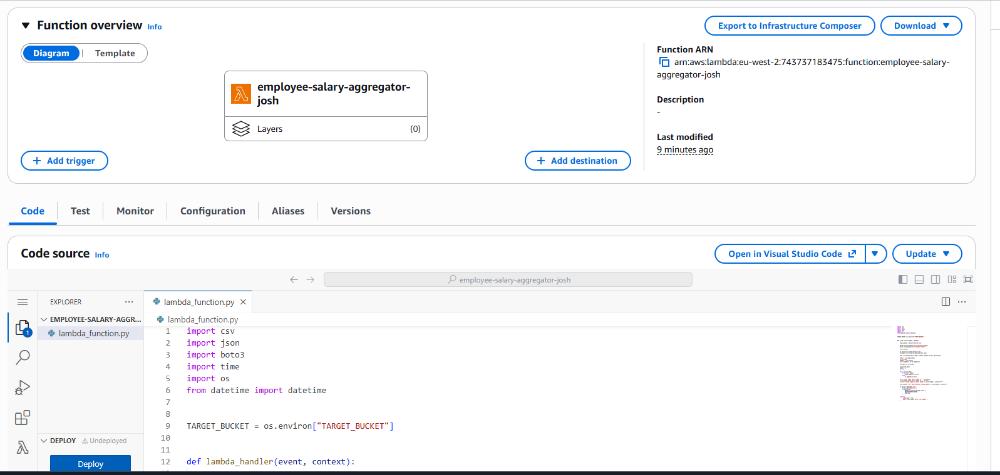 Function overview Info
Export to Infrastructure Composer
Download
Diagram
Template
employee-salary-aggregator-
josh
Layers
(0)
Add trigger
Add destination
Function ARN
arn:aws:lambda:eu-west-2:743737183475:function:employee-salary-
aggregator-josh
Description
-
Last modified
9 minutes ago
Code
Test
Monitor
Configuration
Aliases
Versions
Code source Info
Open in Visual Studio Code
Update
employee-salary-aggregator-josh
EXPLORER
EMPLOYEE-SALARY-AGGR...
lambda_function.py
1
DEPLOY
Undeployed
Deploy
lambda_function.py
lambda_function.py
1 import csv
2 import json
3 import boto3
4 import time
5 import os
6 from datetime import datetime
7
8
9 TARGET_BUCKET = os.environ["TARGET_BUCKET"]
10
11
12 def lambda_handler(event, context):